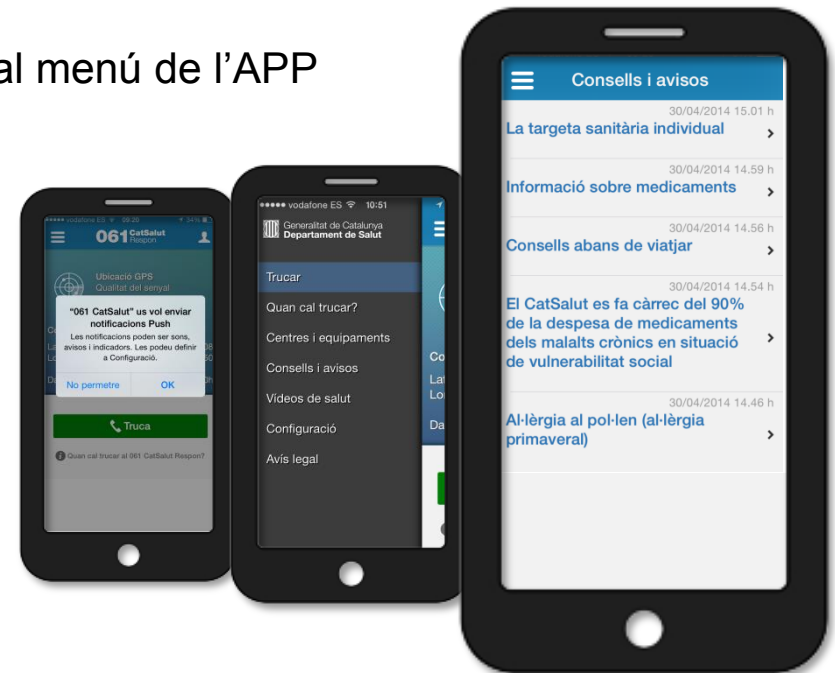 al menú de l’APP
vodafone ES 09:20 34%
061 CatSalut
Respon
Ubicació GPS
Qualitat del senyal
"061 CatSalut" us vol enviar
notificacions Push
Les notificacions poden ser sons,
avisos i indicadors. Les podeu definir
a Configuració.
No permetre OK
Truca
Quan cal trucar al 061 CatSalut Respon?
vodafone ES 10:51
Generalitat de Catalunya
Departament de Salut
Trucar
Quan cal trucar?
Centres i equipaments
Consells i avisos
Vídeos de salut
Configuració
Avís legal
Co
Lat
Lo
Da
Consells i avisos
30/04/2014 15.01 h
La targeta sanitària individual
30/04/2014 14.59 h
Informació sobre medicaments
30/04/2014 14.56 h
Consells abans de viatjar
30/04/2014 14.54 h
El CatSalut es fa càrrec del 90%
de la despesa de medicaments
dels malalts crònics en situació
de vulnerabilitat social
30/04/2014 14.46 h
Al·lèrgia al pol·len (al·lèrgia
primaveral)